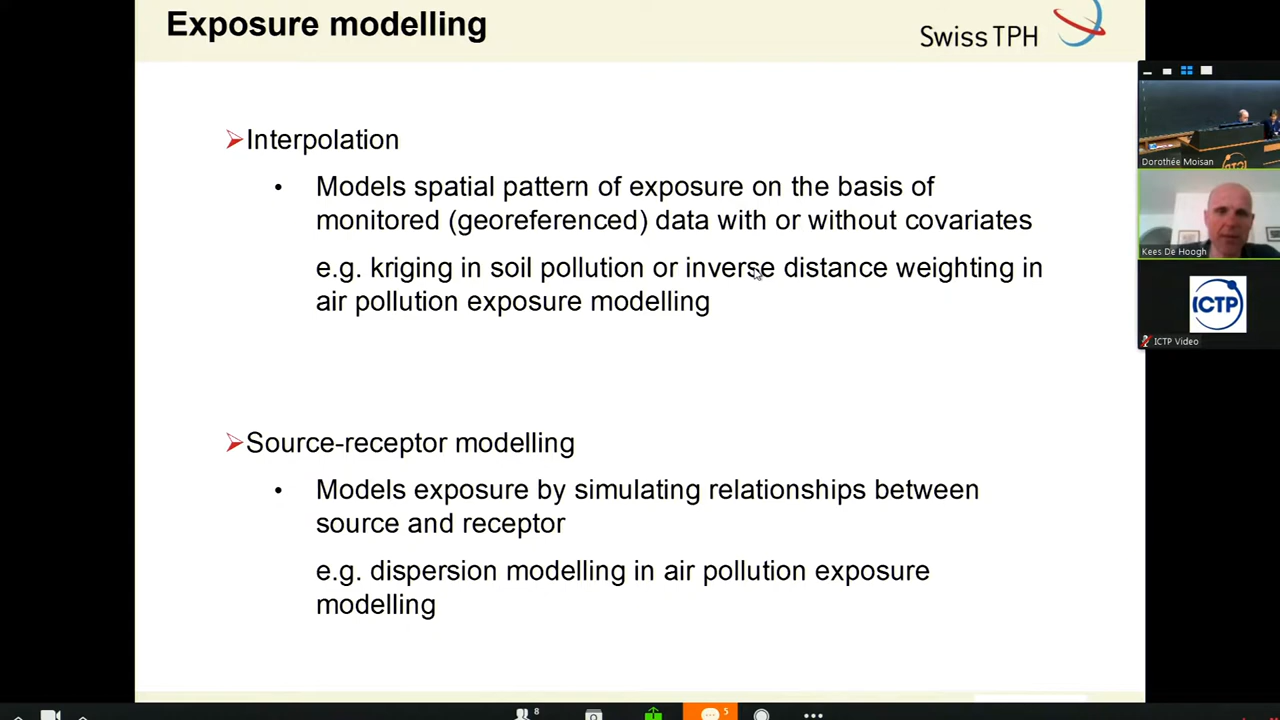 Exposure modelling
Swiss TPH
Interpolation
Models spatial pattern of exposure on the basis of
monitored (georeferenced) data with or without covariates
e.g. kriging in soil pollution or inverse distance weighting in
air pollution exposure modelling
Source-receptor modelling
Models exposure by simulating relationships between
source and receptor
e.g. dispersion modelling in air pollution exposure
modelling
Dorothée Moisan
Kees De Hoogh
ICTP
ICTP Video
8
5